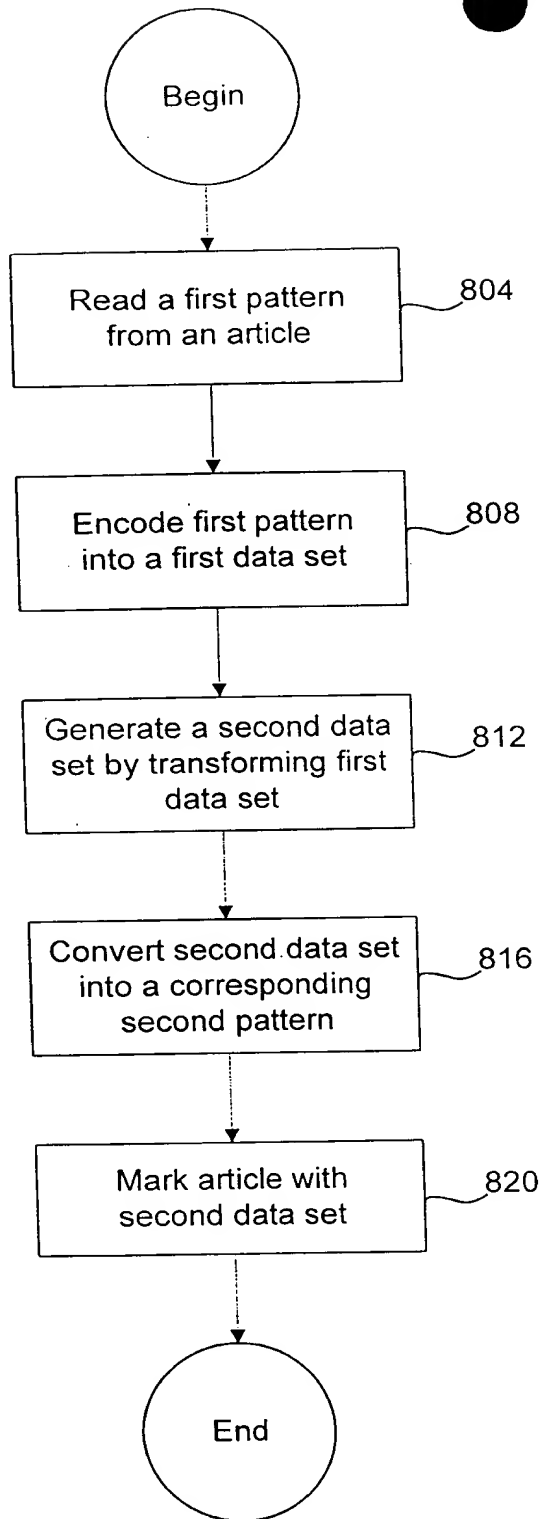 Begin
Read a first pattern
from an article
804
Encode first pattern
into a first data set
808
Generate a second data
set by transforming first
data set
812
Convert second data set
into a corresponding
second pattern
816
Mark article with
second data set
820
End